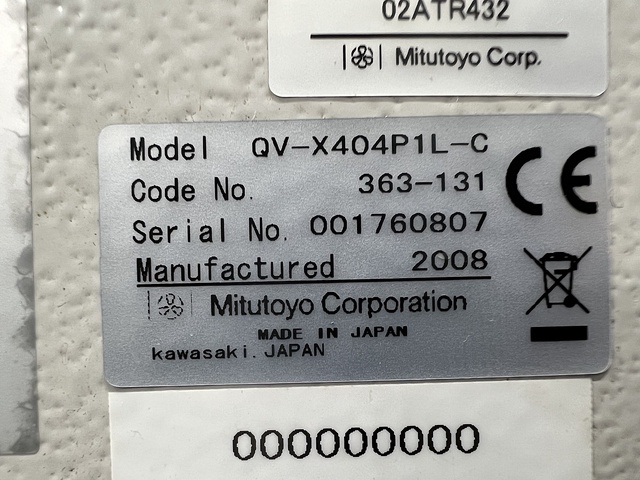 02ATR432
Mitutoyo Corp.
Model QV-X404P1L-C
Code No. 363-131
Serial No. 001760807
Manufactured 2008
Mitutoyo Corporation
MADE IN JAPAN
kawasaki. JAPAN
CE
000000000